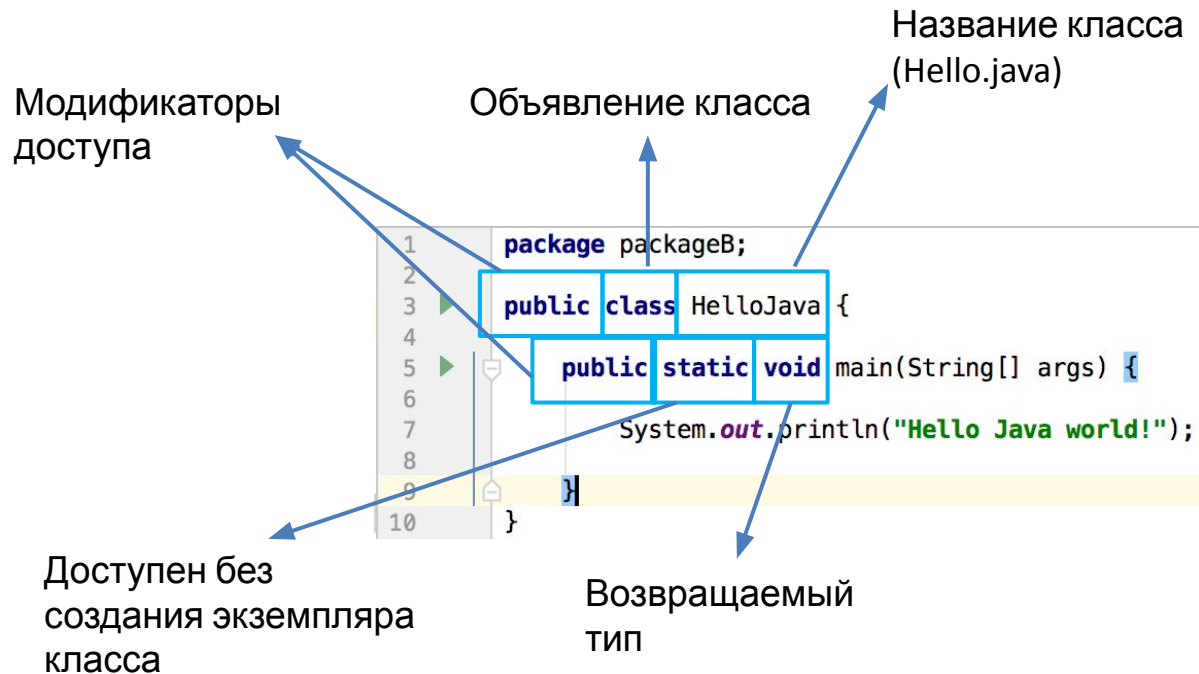 Название класса
(Hello.java)
Модификаторы
доступа
Объявление класса
1 package packageB;
2
3 public class HelloJava {
4
5 public static void main(String[] args) {
6
7 System.out.println("Hello Java world!");
8
9 }
10 }
Доступен без
создания экземпляра
класса
Возвращаемый
тип